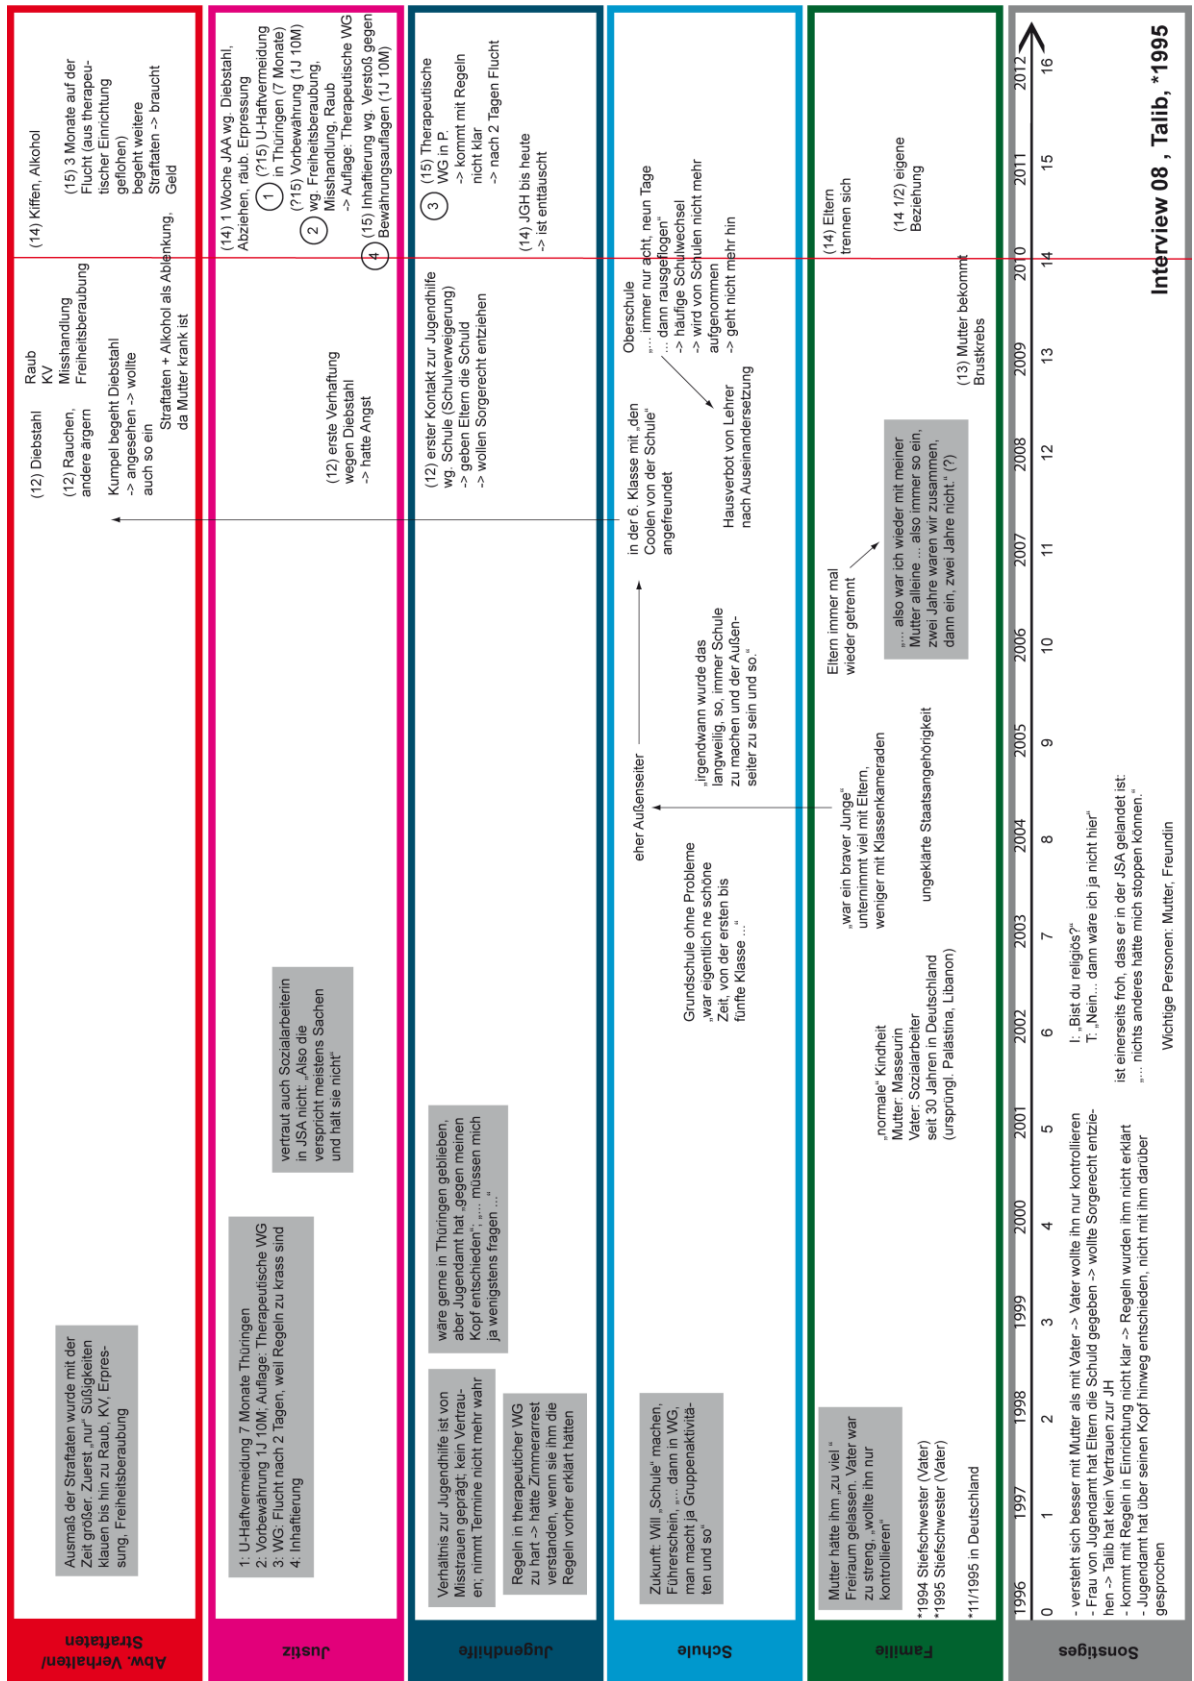 Abw. Verhalten/
Straftaten
Ausmaß der Straftaten wurde mit der
Zeit größer. Zuerst „nur“ Süßigkeiten
klauen bis hin zu Raub, KV, Erpres-
sung, Freiheitsberaubung
(12) Diebstahl
(12) Rauchen,
andere ärgern
Raub
KV
Misshandlung
Freiheitsberaubung
Kumpel begeht Diebstahl
-> angesehen -> wollte
auch so ein
Straftaten + Alkohol als Ablenkung,
da Mutter krank ist
(14) Kiffen, Alkohol
(15) 3 Monate auf der
Flucht (aus therapeu-
tischer Einrichtung
geflohen)
begeht weitere
Straftaten -> braucht
Geld
Justiz
1: U-Haftvermeidung 7 Monate Thüringen
2: Vorbewährung 1J 10M; Auflage: Therapeutische WG
3: WG: Flucht nach 2 Tagen, weil Regeln zu krass sind
4: Inhaftierung
vertraut auch Sozialarbeiterin
in JSA nicht: „Also die
verspricht meistens Sachen
und hält sie nicht“
(12) erste Verhaftung
wegen Diebstahl
-> hatte Angst
(14) 1 Woche JAA wg. Diebstahl,
Abziehen, räub. Erpressung
1 (?15) U-Haftvermeidung
in Thüringen (7 Monate)
(?15) Vorbewährung (1J 10M)
2 wg. Freiheitsberaubung,
Misshandlung, Raub
-> Auflage: Therapeutische WG
4 (15) Inhaftierung wg. Verstoß gegen
Bewährungsauflagen (1J 10M)
Jugendhilfe
Verhältnis zur Jugendhilfe ist von
Misstrauen geprägt; kein Vertrau-
en; nimmt Termine nicht mehr wahr
Regeln in therapeuticher WG
zu hart -> hätte Zimmerarrest
verstanden, wenn sie ihm die
Regeln vorher erklärt hätten
wäre gerne in Thüringen geblieben,
aber Jugendamt hat „gegen meinen
Kopf entschieden“; „... müssen mich
ja wenigstens fragen ...“
(12) erster Kontakt zur Jugendhilfe
wg. Schule (Schulverweigerung)
-> geben Eltern die Schuld
-> wollen Sorgerecht entziehen
3 (15) Therapeutische
WG in P.
-> kommt mit Regeln
nicht klar
-> nach 2 Tagen Flucht
(14) JGH bis heute
-> ist enttäuscht
Schule
Zukunft: Will „Schule“ machen,
Führerschein, „... dann in WG,
man macht ja Gruppenaktivitä-
ten und so“
Grundschule ohne Probleme
„war eigentlich ne schöne
Zeit, von der ersten bis
fünfte Klasse ...“
eher Außenseiter
„irgendwann wurde das
langweilig, so, immer Schule
zu machen und der Außen-
seiter zu sein und so.“
in der 6. Klasse mit „den
Coolen von der Schule“
angefreundet
Hausverbot von Lehrer
nach Auseinandersetzung
Oberschule
„... immer nur acht, neun Tage
... dann rausgeflogen“
-> häufige Schulwechsel
-> wird von Schulen nicht mehr
aufgenommen
-> geht nicht mehr hin
Familie
Mutter hätte ihm „zu viel“
Freiraum gelassen. Vater war
zu streng, „wollte ihn nur
kontrollieren“
*1994 Stiefschwester (Vater)
*1995 Stiefschwester (Vater)
*11/1995 in Deutschland
„normale“ Kindheit
Mutter: Masseurin
Vater: Sozialarbeiter
seit 30 Jahren in Deutschland
(ursprüngl. Palästina, Libanon)
„war ein braver Junge“
unternimmt viel mit Eltern,
weniger mit Klassenkameraden
ungeklärte Staatsangehörigkeit
Eltern immer mal
wieder getrennt
„... also war ich wieder mit meiner
Mutter alleine ... also immer so ein,
zwei Jahre waren wir zusammen,
dann ein, zwei Jahre nicht.“ (?)
(13) Mutter bekommt
Brustkrebs
(14) Eltern
trennen sich
(14 1/2) eigene
Beziehung
Sonstiges
1996 1997 1998 1999 2000 2001 2002 2003 2004 2005 2006 2007 2008 2009 2010 2011 2012
0 1 2 3 4 5 6 7 8 9 10 11 12 13 14 15 16
- versteht sich besser mit Mutter als mit Vater -> Vater wollte ihn nur kontrollieren
- Frau von Jugendamt hat Eltern die Schuld gegeben -> wollte Sorgerecht entzie-
hen -> Talib hat kein Vertrauen zur JH
- kommt mit Regeln in Einrichtung nicht klar -> Regeln wurden ihm nicht erklärt
- Jugendamt hat über seinen Kopf hinweg entschieden, nicht mit ihm darüber
gesprochen
I: „Bist du religiös?“
T: „Nein... dann wäre ich ja nicht hier“
ist einerseits froh, dass er in der JSA gelandet ist:
„... nichts anderes hätte mich stoppen können.“
Wichtige Personen: Mutter, Freundin
Interview 08 , Talib, *1995